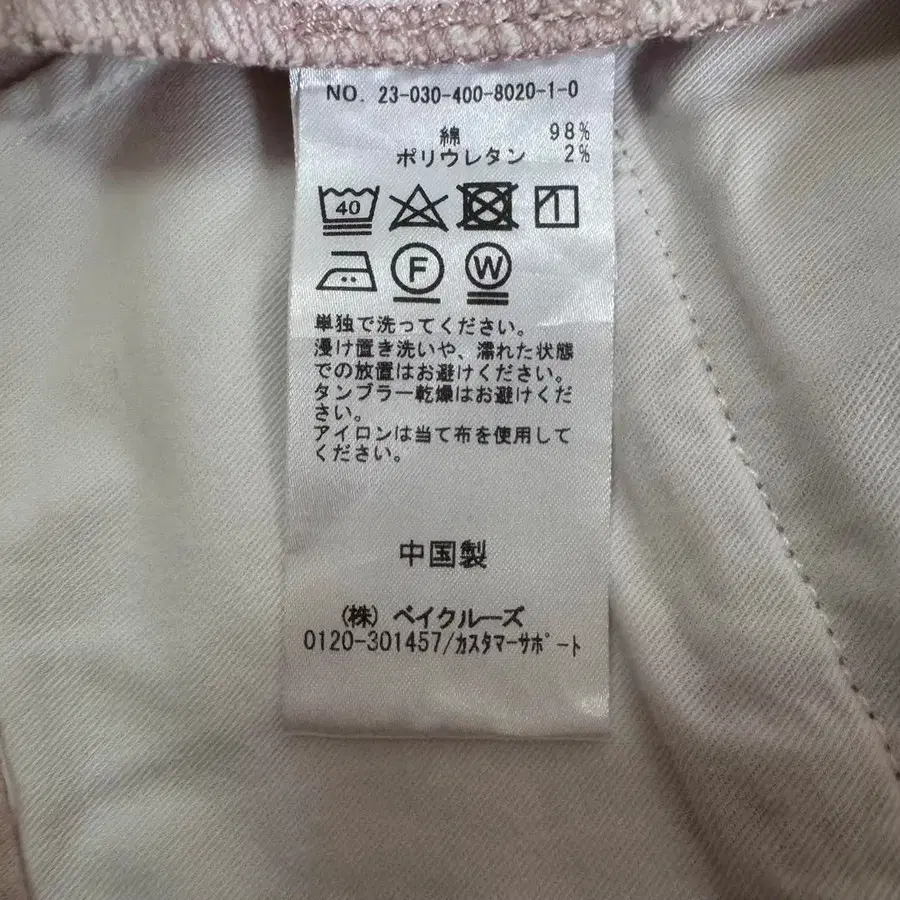 NO. 23-030-400-8020-1-0
綿 98%
ポリウレタン 2%
40
F W
単独で洗ってください。
浸け置き洗いや、濡れた状態
での放置はお避けください。
タンブラー乾燥はお避けくだ
さい。
アイロンは当て布を使用して
ください。
中国製
(株) ベイクルーズ
0120-301457/ｶｽﾀﾏｰｻﾎﾟｰﾄ